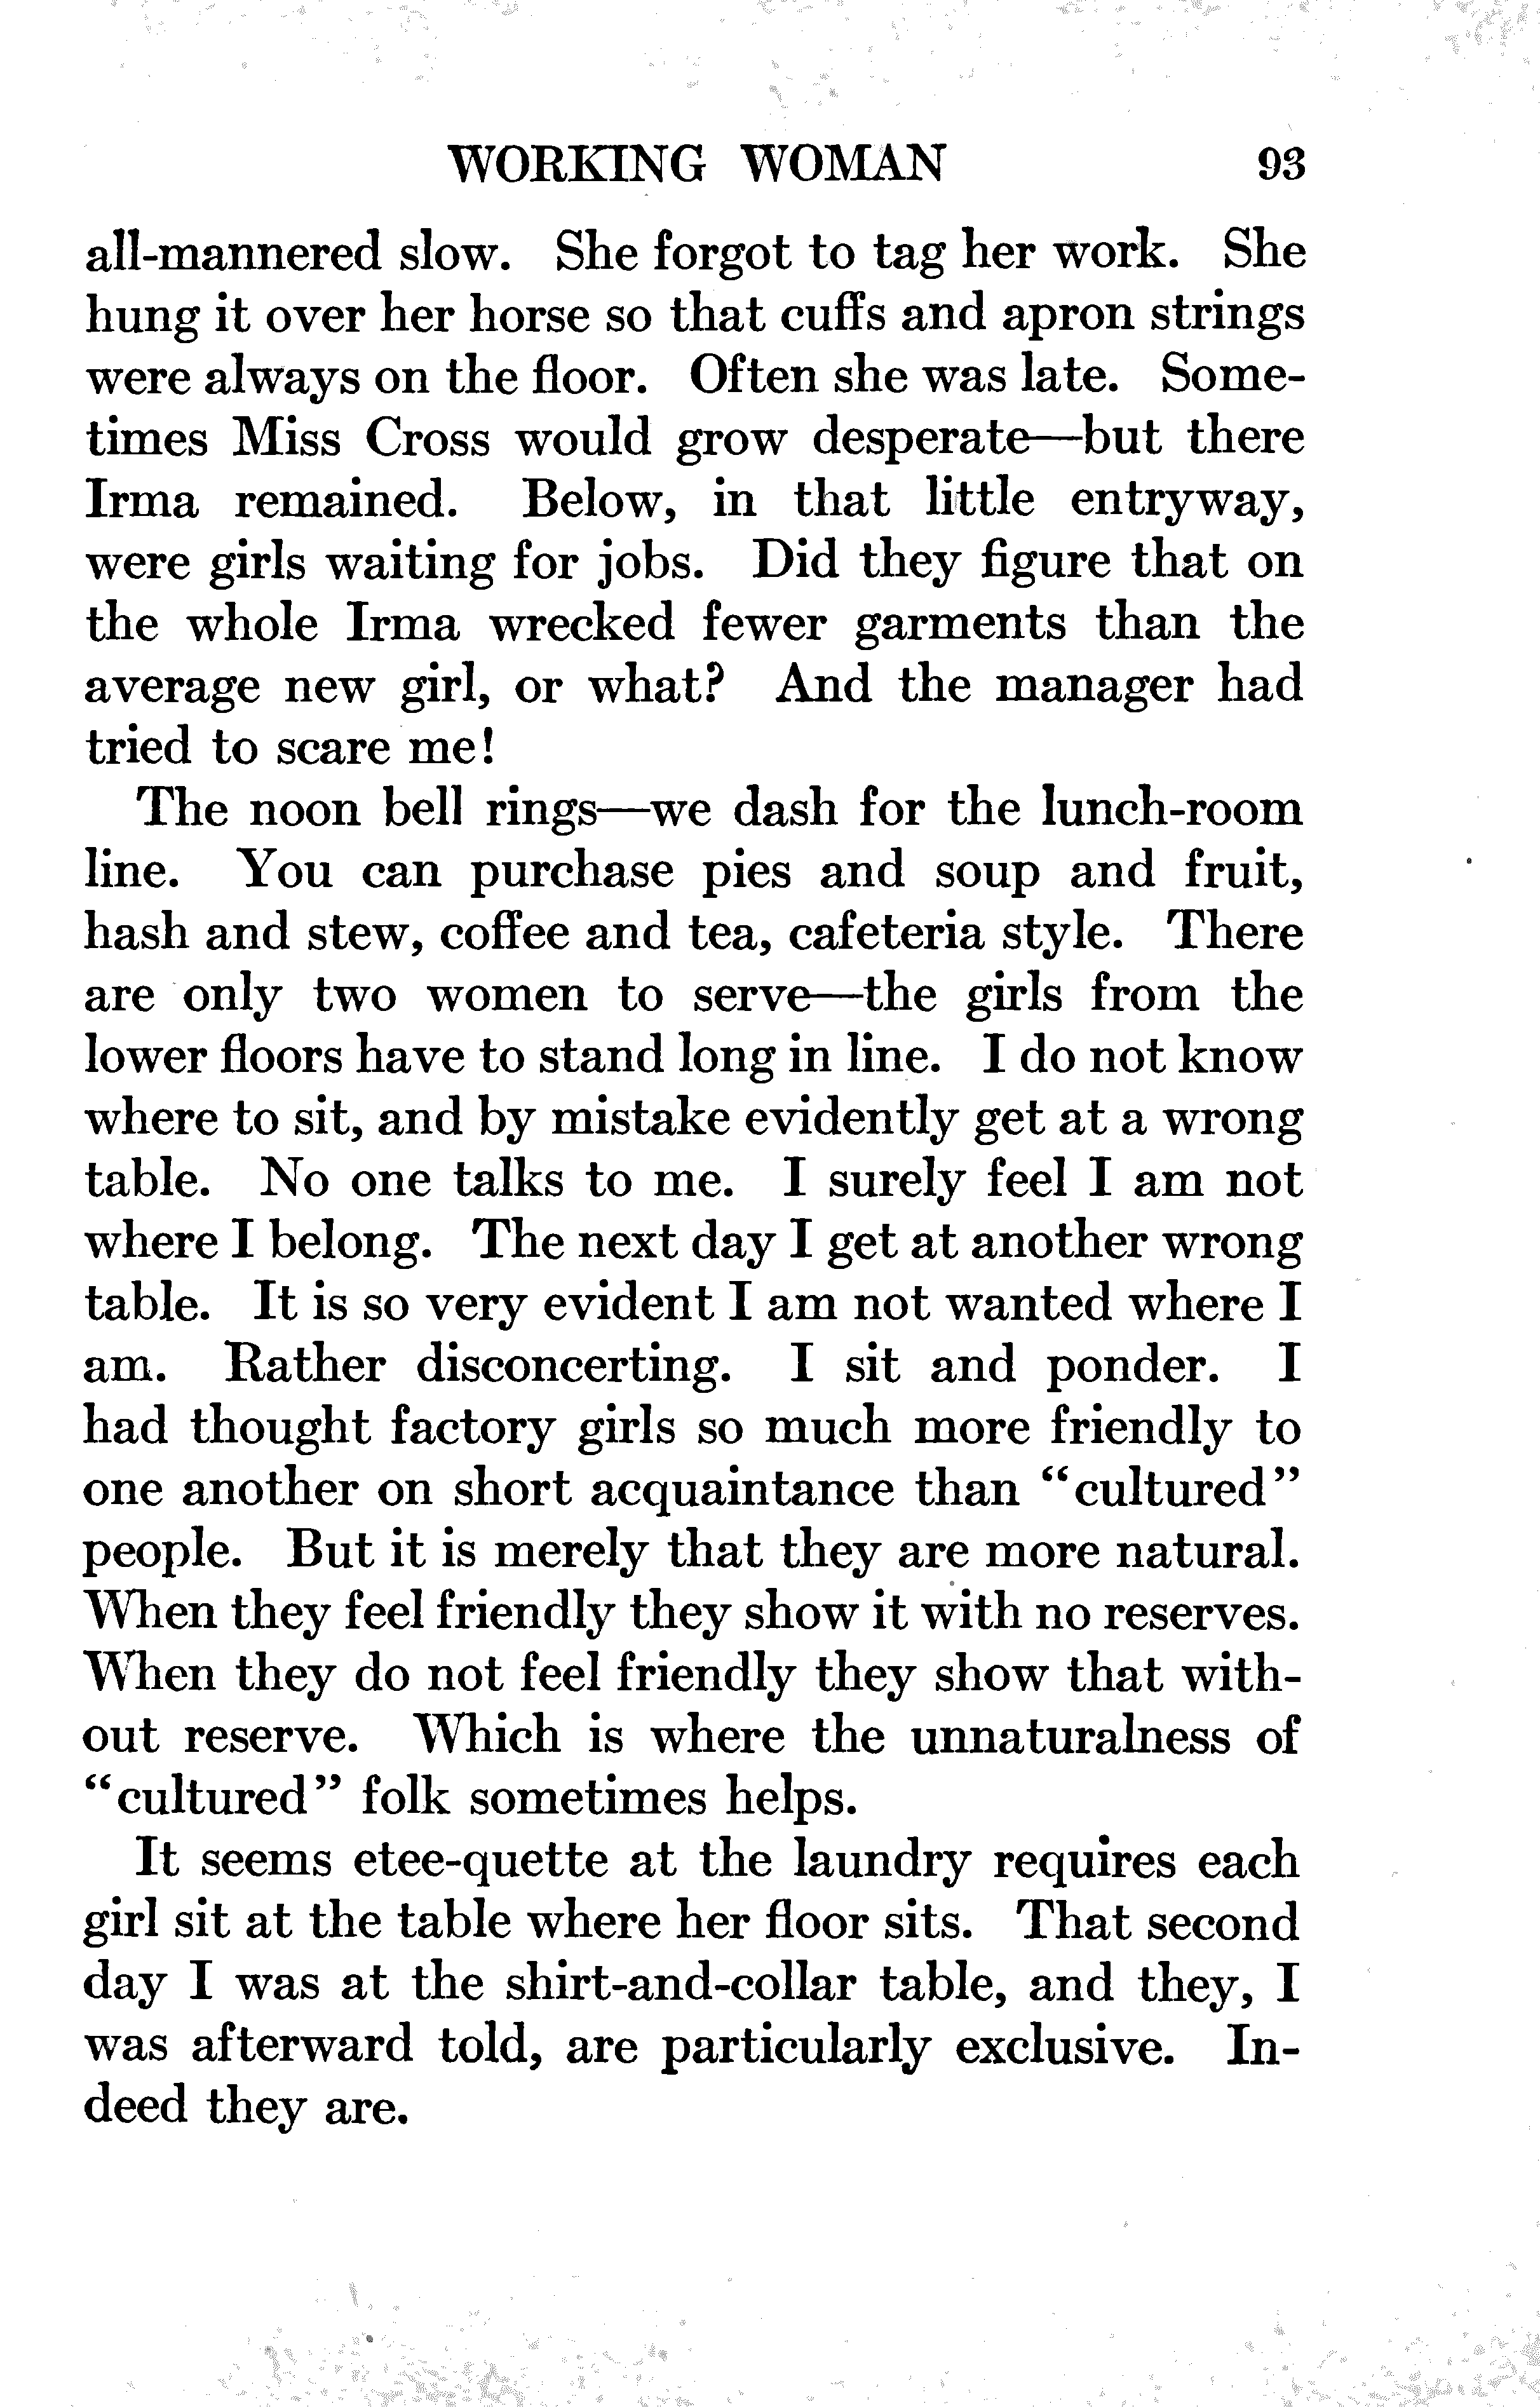 WORKING WOMAN 93
all-mannered slow. She forgot to tag her work. She
hung it over her horse so that cuffs and apron strings
were always on the floor. Often she was late. Some-
times Miss Cross would grow desperate—but there
Irma remained. Below, in that little entryway,
were girls waiting for jobs. Did they figure that on
the whole Irma wrecked fewer garments than the
average new girl, or what? And the manager had
tried to scare me!
The noon bell rings—we dash for the lunch-room
line. You can purchase pies and soup and fruit,
hash and stew, coffee and tea, cafeteria style. There
are only two women to serve—the girls from the
lower floors have to stand long in line. I do not know
where to sit, and by mistake evidently get at a wrong
table. No one talks to me. I surely feel I am not
where I belong. The next day I get at another wrong
table. It is so very evident I am not wanted where I
am. Rather disconcerting. I sit and ponder. I
had thought factory girls so much more friendly to
one another on short acquaintance than “cultured”
people. But it is merely that they are more natural.
When they feel friendly they show it with no reserves.
When they do not feel friendly they show that with-
out reserve. Which is where the unnaturalness of
“cultured” folk sometimes helps.
It seems etee-quette at the laundry requires each
girl sit at the table where her floor sits. That second
day I was at the shirt-and-collar table, and they, I
was afterward told, are particularly exclusive. In-
deed they are.